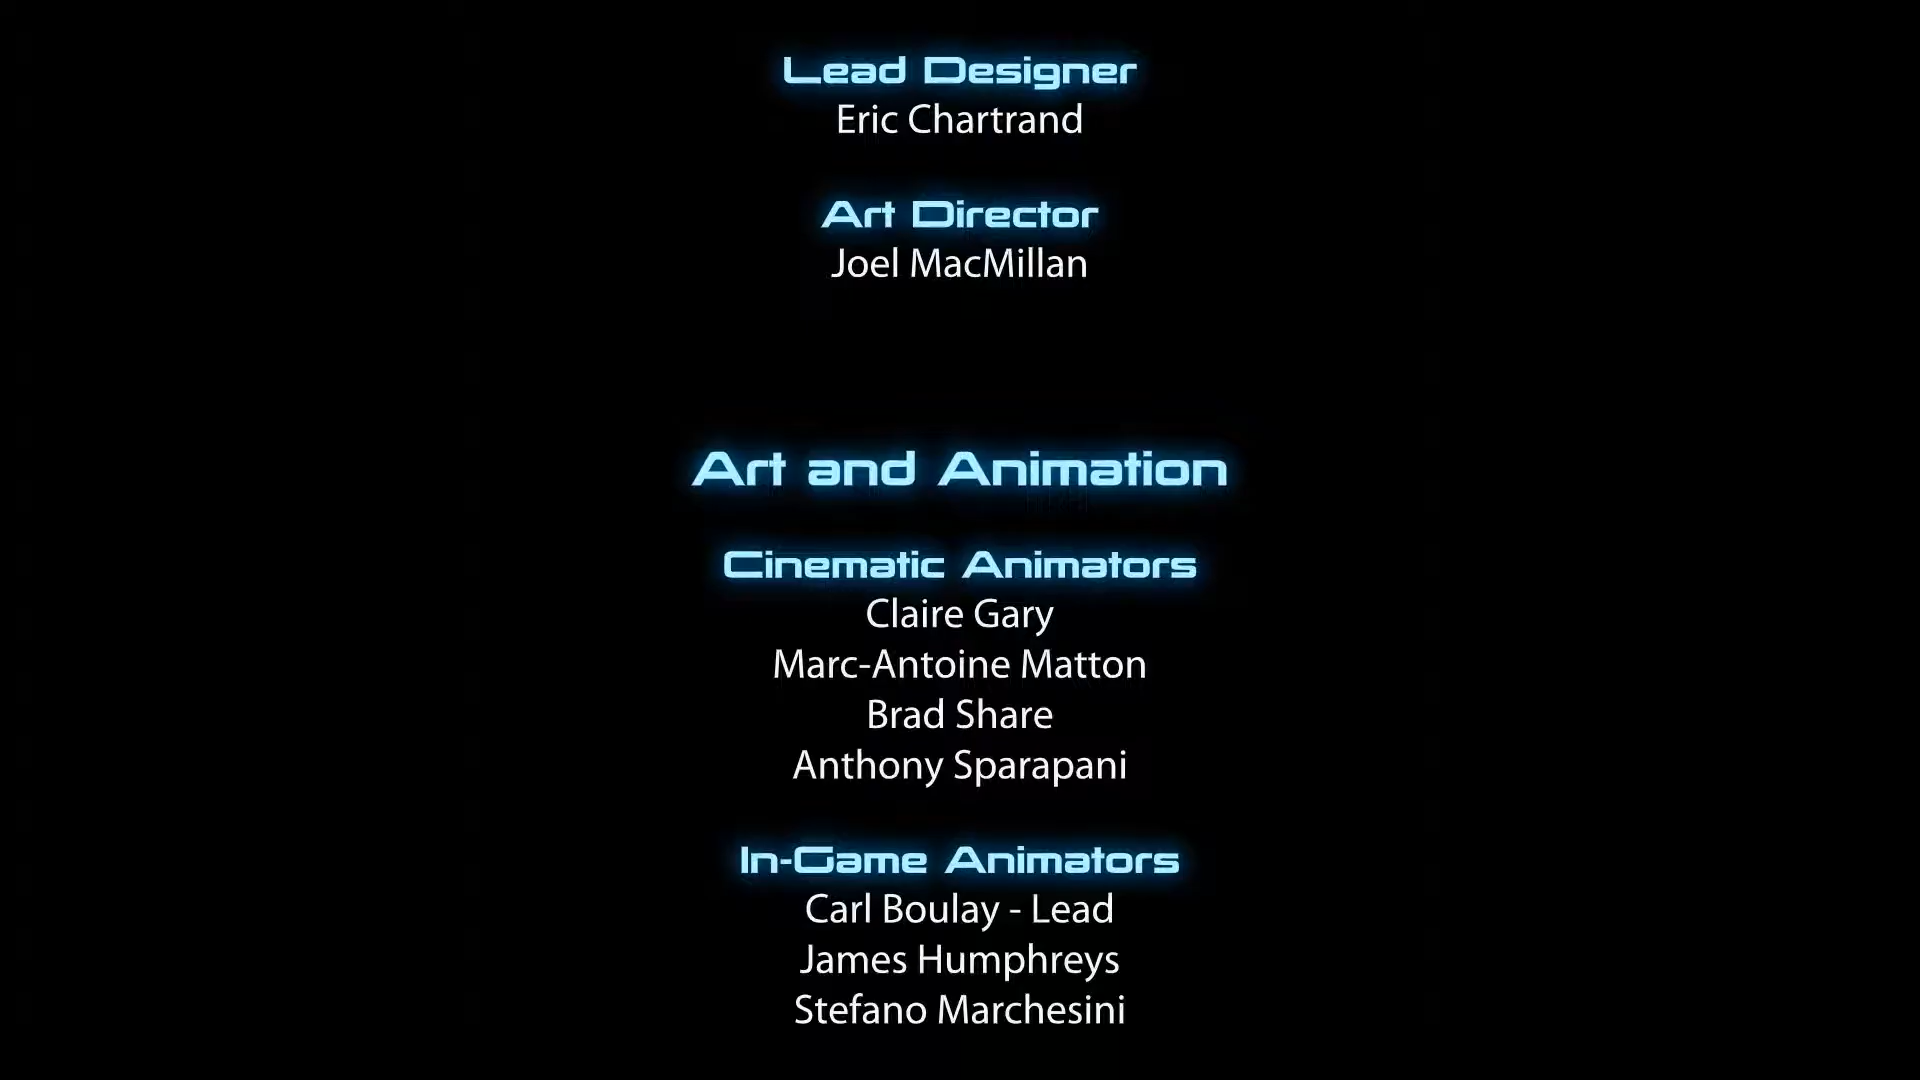 Lead Designer
Eric Chartrand
Art Director
Joel MacMillan
Art and Animation
Cinematic Animators
Claire Gary
Marc-Antoine Matton
Brad Share
Anthony Sparapani
In-Game Animators
Carl Boulay - Lead
James Humphreys
Stefano Marchesini